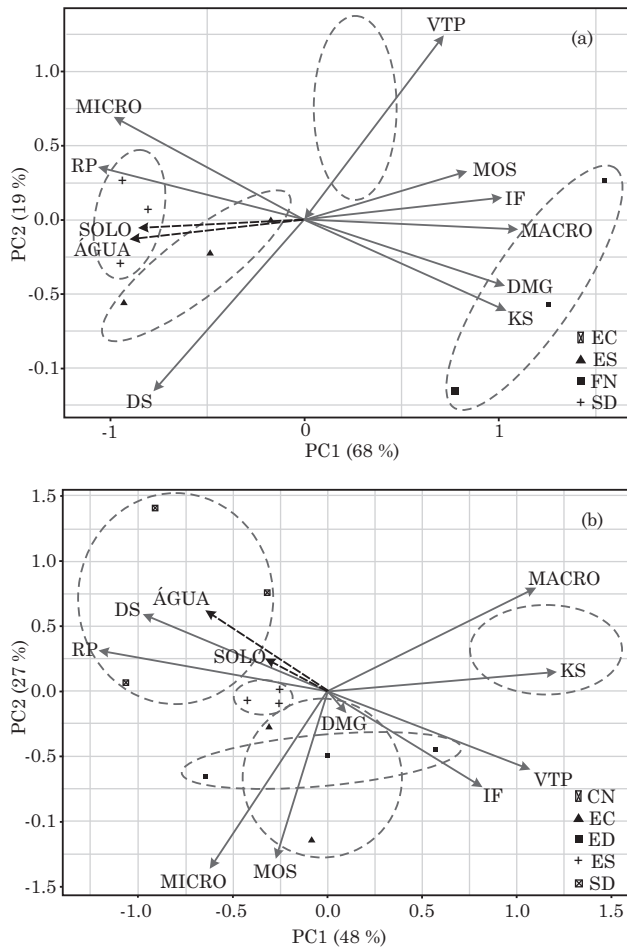 (a)
VTP
1.0
MICRO
0.5
RP
MOS
IF
0.0
SOLO
MACRO
ÁGUA
DMG
KS
-0.5
EC
ES
-0.1
FN
DS
SD
PC2 (19 %)
-1
0
1
PC1 (68 %)
1.5
(b)
1.0
MACRO
ÁGUA
DS
0.5
RP
SOLO
KS
0.0
DMG
-0.5
VTP
IF
CN
EC
-0.1
ED
MOS
ES
MICRO
-1.5
SD
PC2 (27 %)
-1.0
-0.5
0.0
0.5
1.0
1.5
PC1 (48 %)